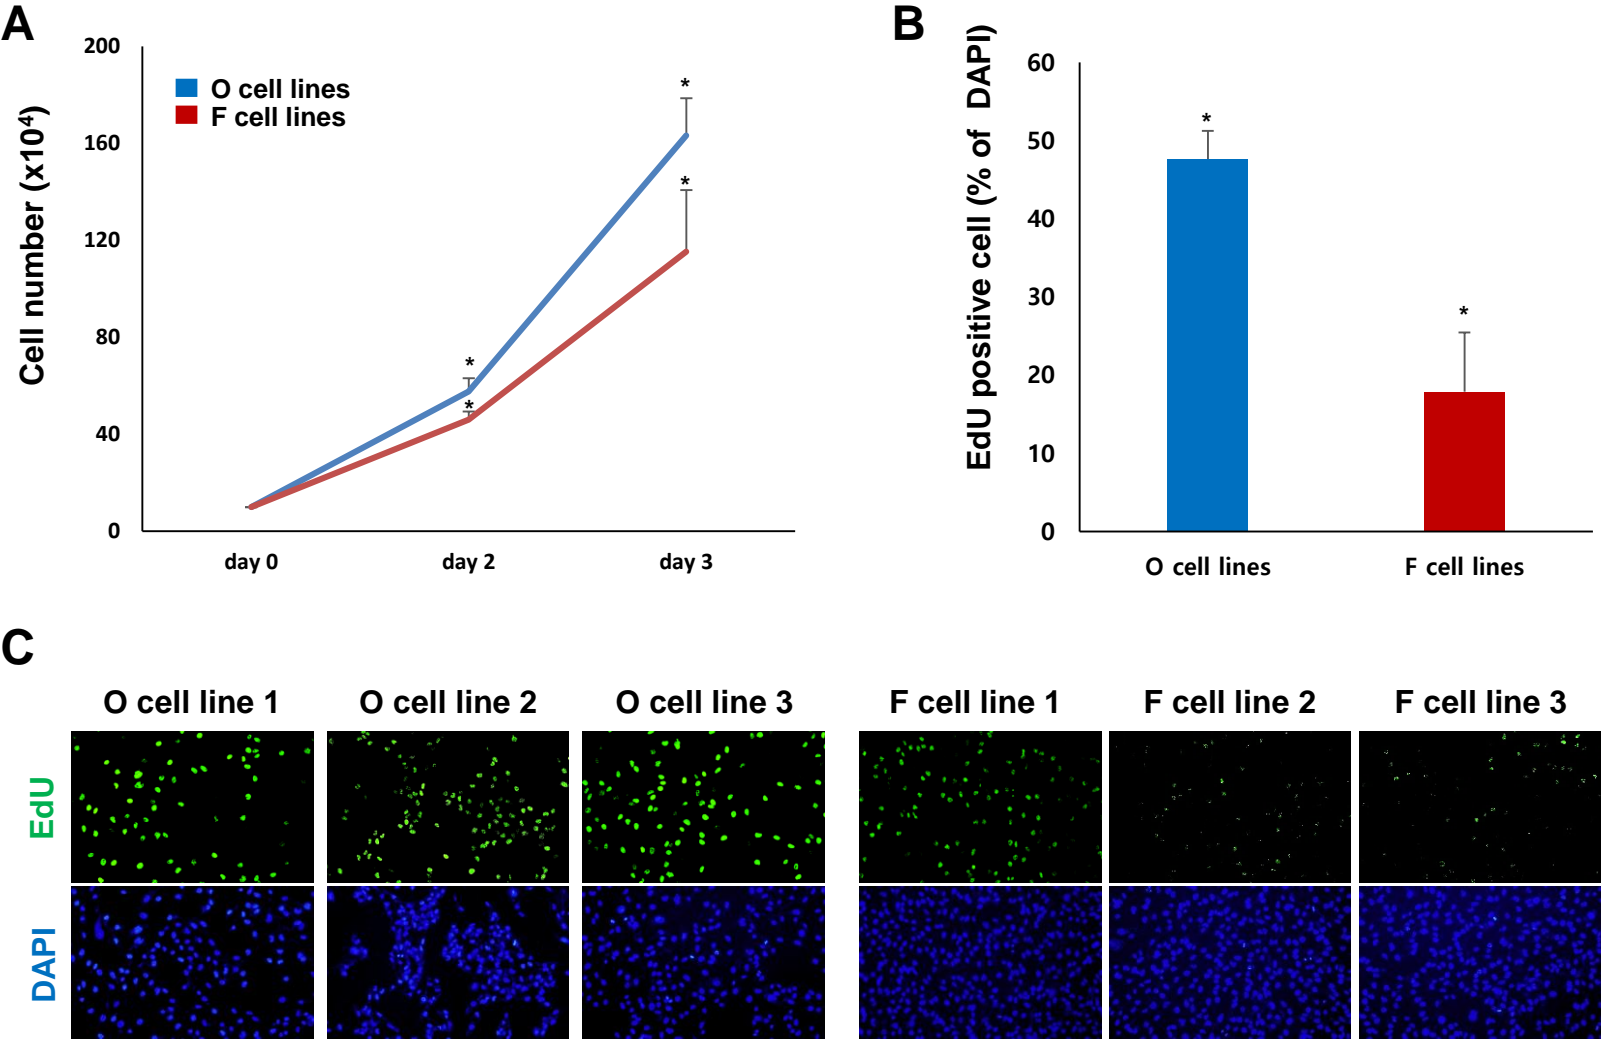 A
Cell number (x10⁴)
200
160
120
80
40
0
O cell lines
F cell lines
*
*
*
*
day 0 day 2 day 3
B
EdU positive cell (% of DAPI)
60
50
40
30
20
10
0
*
*
O cell lines F cell lines
C
O cell line 1 O cell line 2 O cell line 3 F cell line 1 F cell line 2 F cell line 3
EdU
DAPI